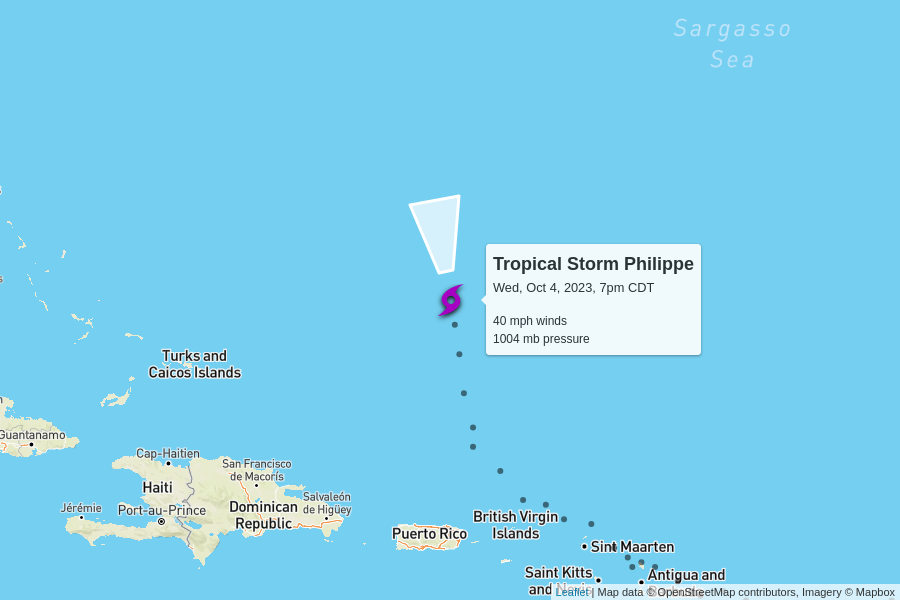 Sargasso
Sea
Tropical Storm Philippe
Wed, Oct 4, 2023, 7pm CDT
40 mph winds
1004 mb pressure
Turks and
Caicos Islands
Guantanamo
Cap-Haitien
San Francisco
de Macorís
Haiti
Salvaleón
de Higüey
Jérémie
Port-au-Prince
Dominican
Republic
British Virgin
Islands
Puerto Rico
Sint Maarten
Saint Kitts
and Nevis
Antigua and
Leaflet | Map data © OpenStreetMap contributors, Imagery © Mapbox